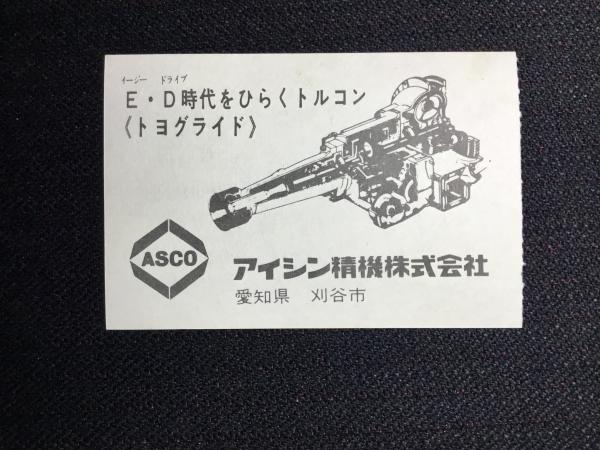 イージー ドライブ
E・D時代をひらくトルコン
《トヨグライド》
ASCO
アイシン精機株式会社
愛知県 刈谷市